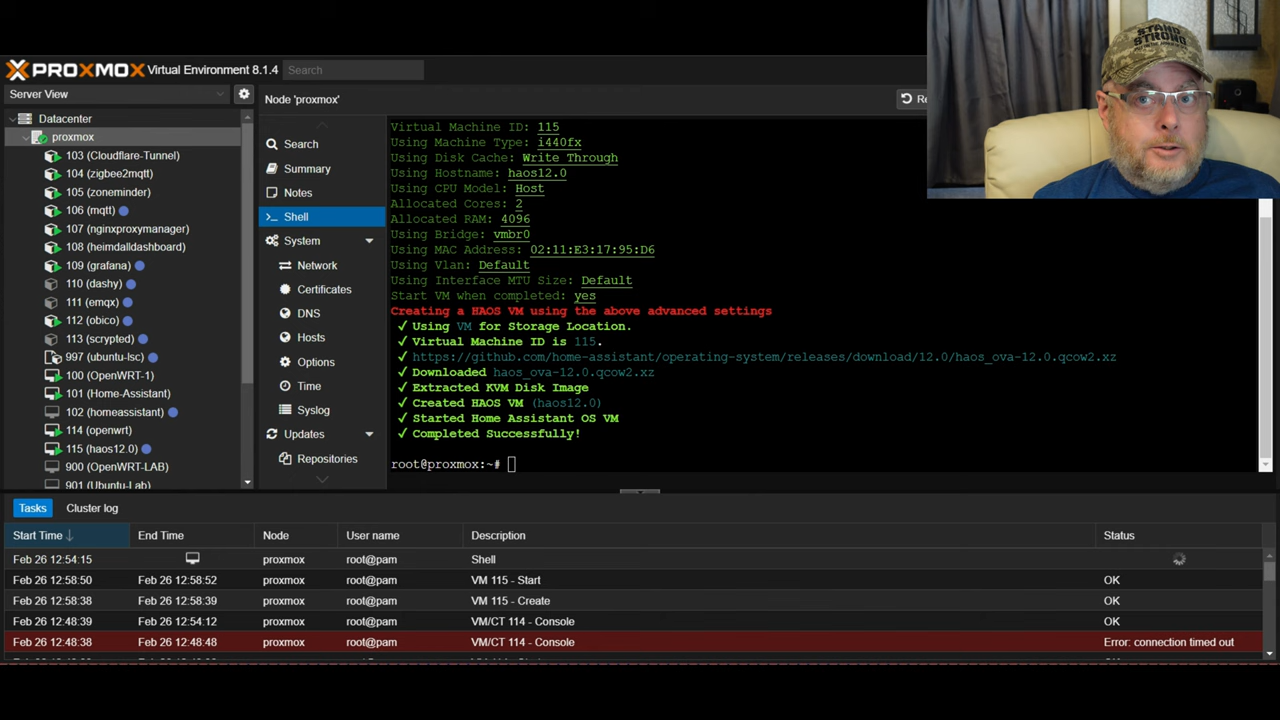 STAND
STRONG
PROXMOX Virtual Environment 8.1.4 Search
Server View
Node 'proxmox'
Re
Datacenter
proxmox
103 (Cloudflare-Tunnel)
104 (zigbee2mqtt)
105 (zoneminder)
106 (mqtt)
107 (nginxproxymanager)
108 (heimdalldashboard)
109 (grafana)
110 (dashy)
111 (emqx)
112 (obico)
113 (scrypted)
997 (ubuntu-lsc)
100 (OpenWRT-1)
101 (Home-Assistant)
102 (homeassistant)
114 (openwrt)
115 (haos12.0)
900 (OpenWRT-LAB)
901 (Ubuntu-Lab)
Search
Summary
Notes
Shell
System
Network
Certificates
DNS
Hosts
Options
Time
Syslog
Updates
Repositories
Virtual Machine ID: 115
Using Machine Type: i440fx
Using Disk Cache: Write Through
Using Hostname: haos12.0
Using CPU Model: Host
Allocated Cores: 2
Allocated RAM: 4096
Using Bridge: vmbr0
Using MAC Address: 02:11:E3:17:95:D6
Using Vlan: Default
Using Interface MTU Size: Default
Start VM when completed: yes
Creating a HAOS VM using the above advanced settings
✓ Using VM for Storage Location.
✓ Virtual Machine ID is 115.
✓ https://github.com/home-assistant/operating-system/releases/download/12.0/haos_ova-12.0.qcow2.xz
✓ Downloaded haos_ova-12.0.qcow2.xz
✓ Extracted KVM Disk Image
✓ Created HAOS VM (haos12.0)
✓ Started Home Assistant OS VM
✓ Completed Successfully!
root@proxmox:~#
Tasks Cluster log
Start Time End Time Node User name Description Status
Feb 26 12:54:15 proxmox root@pam Shell
Feb 26 12:58:50 Feb 26 12:58:52 proxmox root@pam VM 115 - Start OK
Feb 26 12:58:38 Feb 26 12:58:39 proxmox root@pam VM 115 - Create OK
Feb 26 12:48:39 Feb 26 12:54:12 proxmox root@pam VM/CT 114 - Console OK
Feb 26 12:48:38 Feb 26 12:48:48 proxmox root@pam VM/CT 114 - Console Error: connection timed out